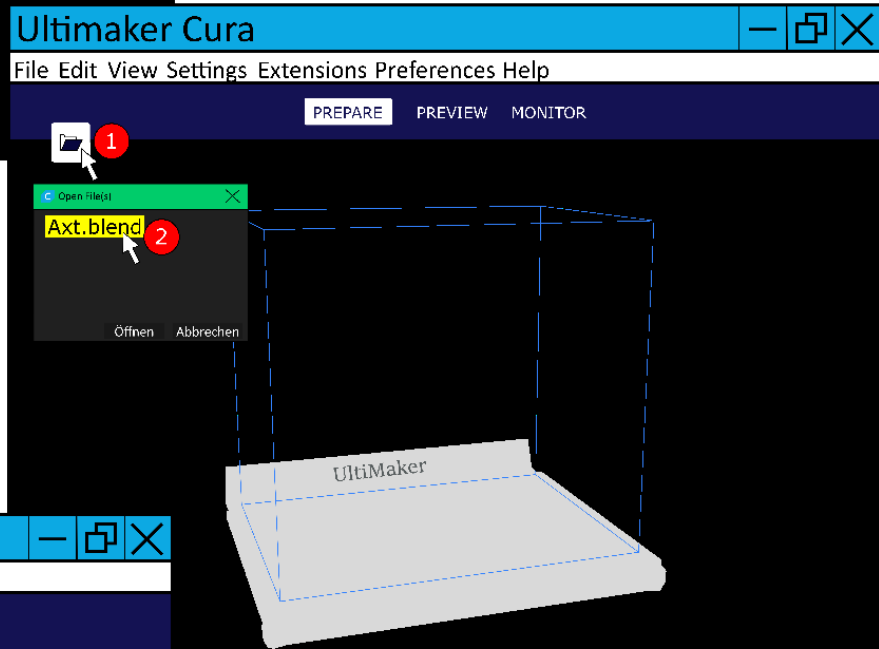 Ultimaker Cura
File Edit View Settings Extensions Preferences Help
PREPARE PREVIEW MONITOR
1
C Open File(s)
Axt.blend
2
Öffnen Abbrechen
UltiMaker